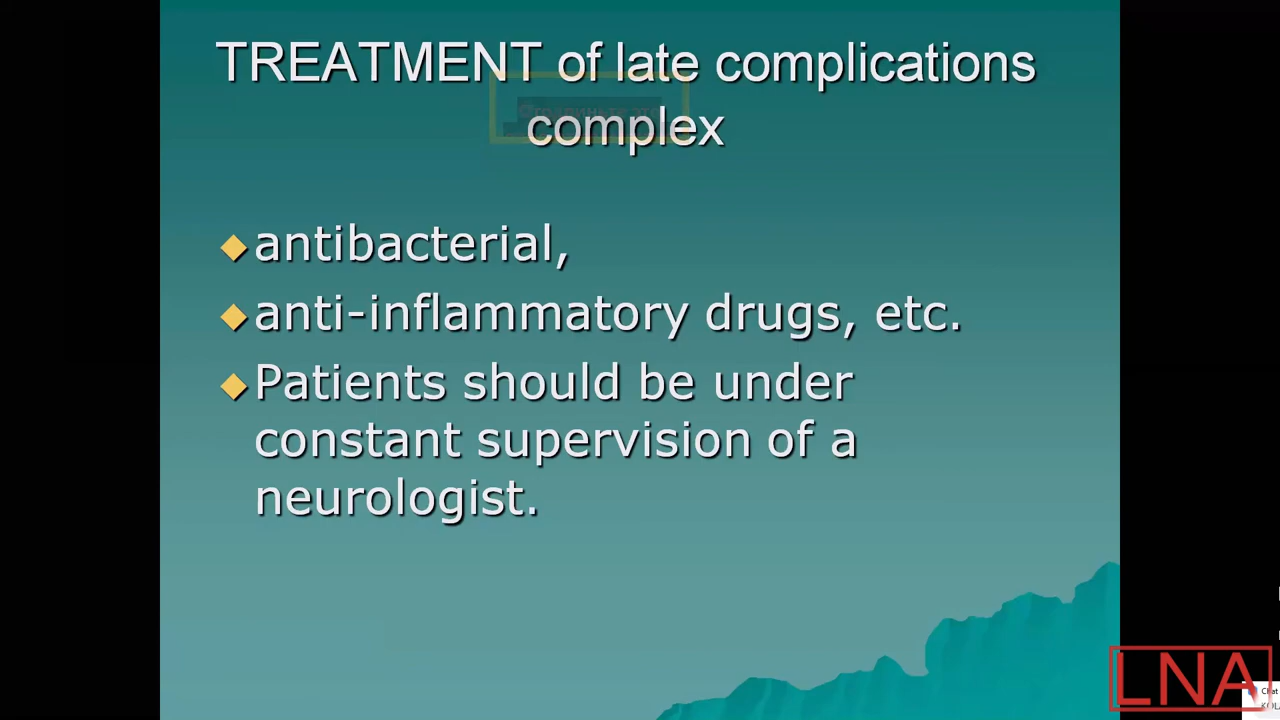 TREATMENT of late complications
complex
antibacterial,
anti-inflammatory drugs, etc.
Patients should be under
constant supervision of a
neurologist.
LNA
Chat